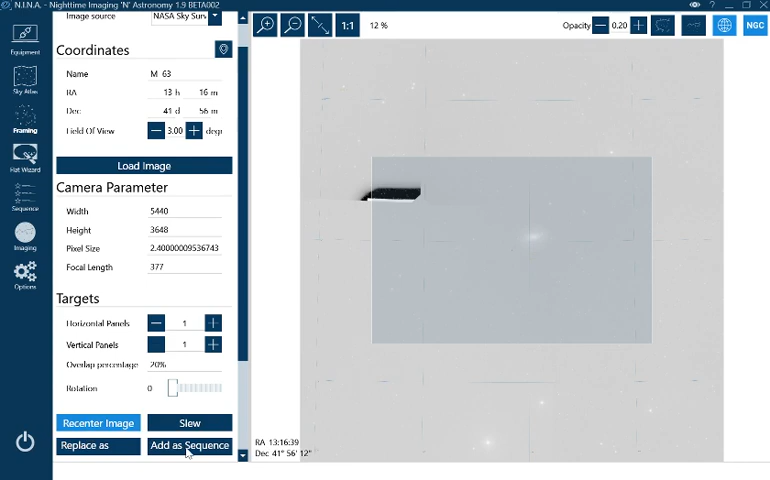 N.I.N.A. - Nighttime Imaging 'N' Astronomy 1.9 BETA002
Image source NASA Sky Surv
1:1 12 % Opacity 0.20 NGC
Equipment
Sky Atlas
Framing
Flat Wizard
Sequence
Imaging
Options
Coordinates
Name M 63
RA 13 h 16 m
Dec 41 d 56 m
Field Of View 3.00 degr
Load Image
Camera Parameter
Width 5440
Height 3648
Pixel Size 2.40000009536743
Focal Length 377
Targets
Horizontal Panels 1
Vertical Panels 1
Overlap percentage 20%
Rotation 0
Recenter Image Slew
Replace as Add as Sequence
RA 13:16:39
Dec 41° 56' 12"